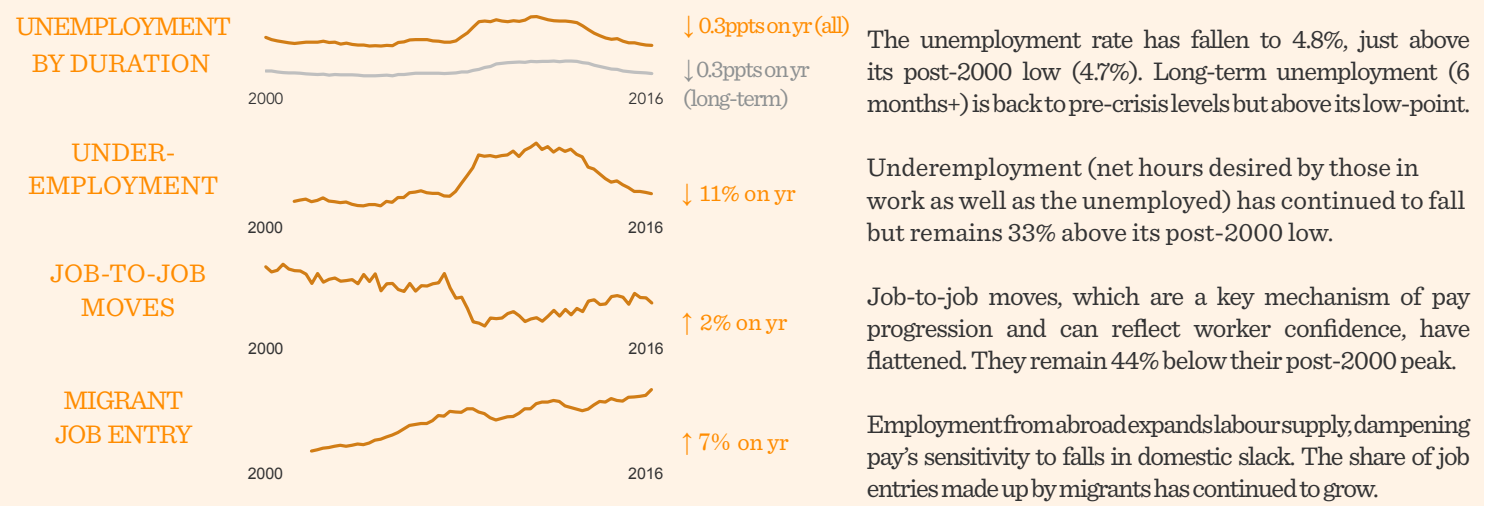 UNEMPLOYMENT
BY DURATION
↓ 0.3ppts on yr (all)
↓ 0.3ppts on yr
(long-term)
2000
2016
The unemployment rate has fallen to 4.8%, just above
its post-2000 low (4.7%). Long-term unemployment (6
months+) is back to pre-crisis levels but above its low-point.
UNDER-
EMPLOYMENT
↓ 11% on yr
2000
2016
Underemployment (net hours desired by those in
work as well as the unemployed) has continued to fall
but remains 33% above its post-2000 low.
JOB-TO-JOB
MOVES
↑ 2% on yr
2000
2016
Job-to-job moves, which are a key mechanism of pay
progression and can reflect worker confidence, have
flattened. They remain 44% below their post-2000 peak.
MIGRANT
JOB ENTRY
↑ 7% on yr
2000
2016
Employment from abroad expands labour supply, dampening
pay's sensitivity to falls in domestic slack. The share of job
entries made up by migrants has continued to grow.